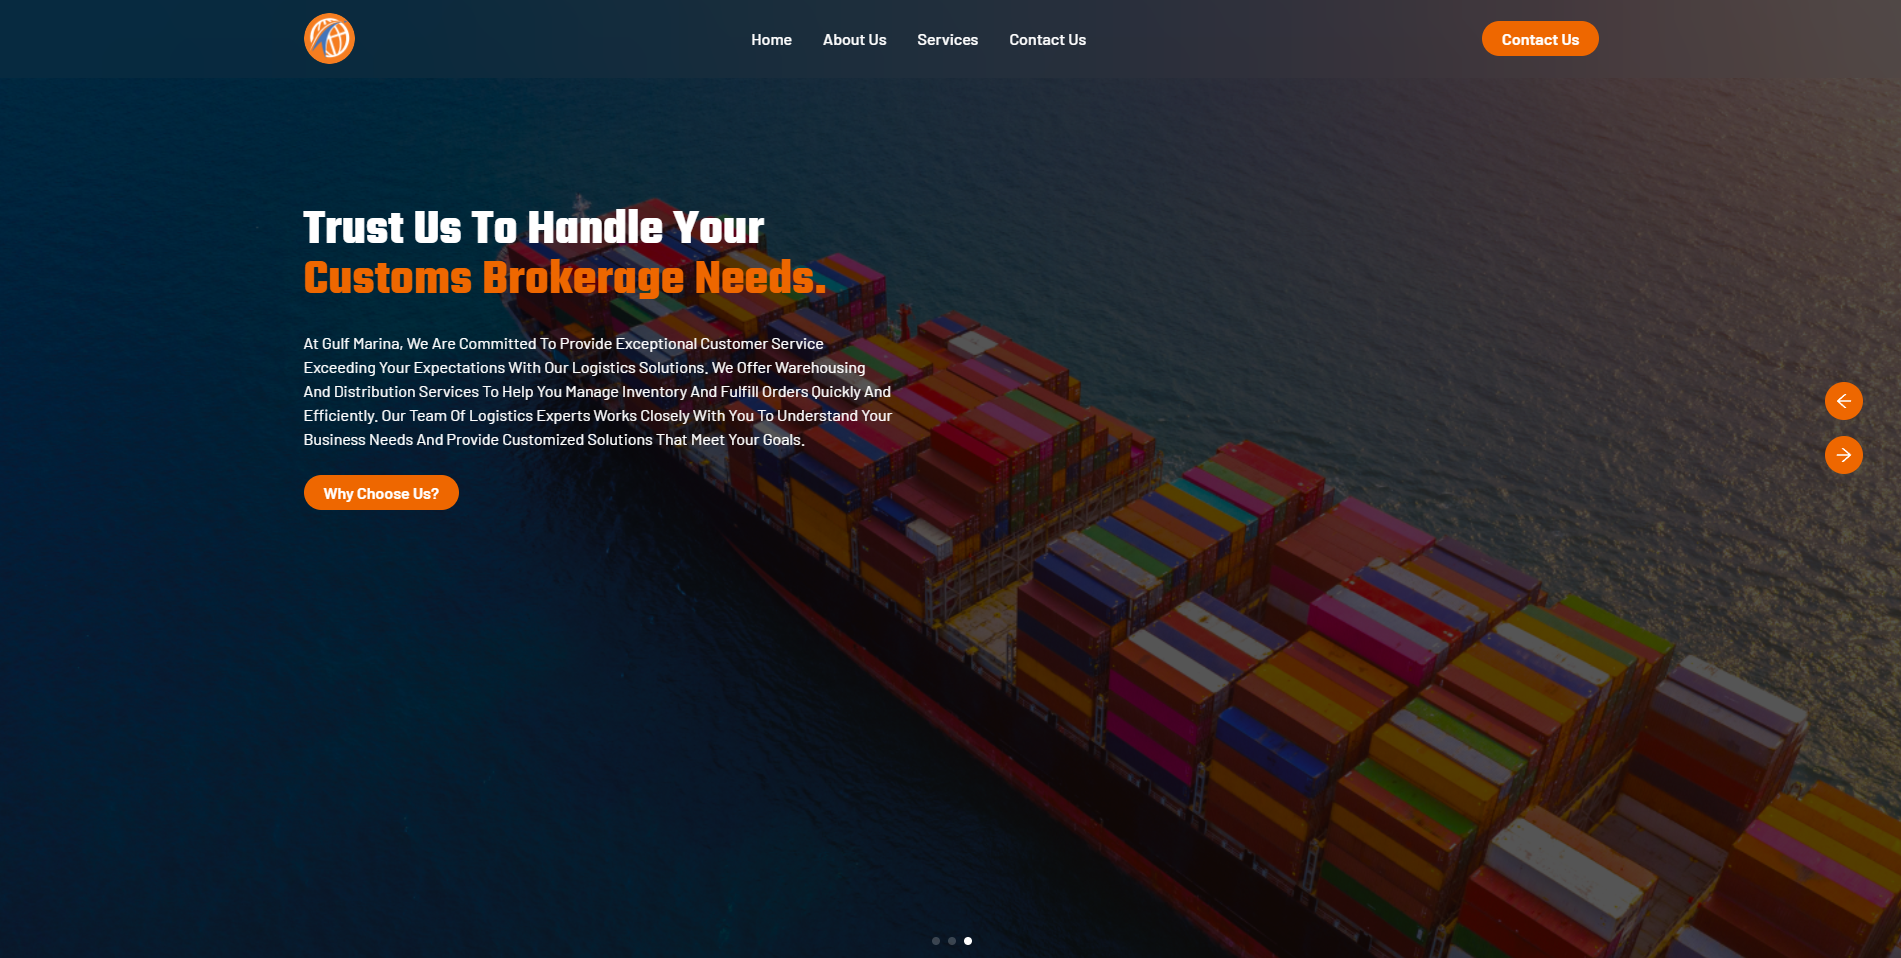 Home About Us Services Contact Us Contact Us
Trust Us To Handle Your
Customs Brokerage Needs.
At Gulf Marina, We Are Committed To Provide Exceptional Customer Service
Exceeding Your Expectations With Our Logistics Solutions. We Offer Warehousing
And Distribution Services To Help You Manage Inventory And Fulfill Orders Quickly And
Efficiently. Our Team Of Logistics Experts Works Closely With You To Understand Your
Business Needs And Provide Customized Solutions That Meet Your Goals.
Why Choose Us?